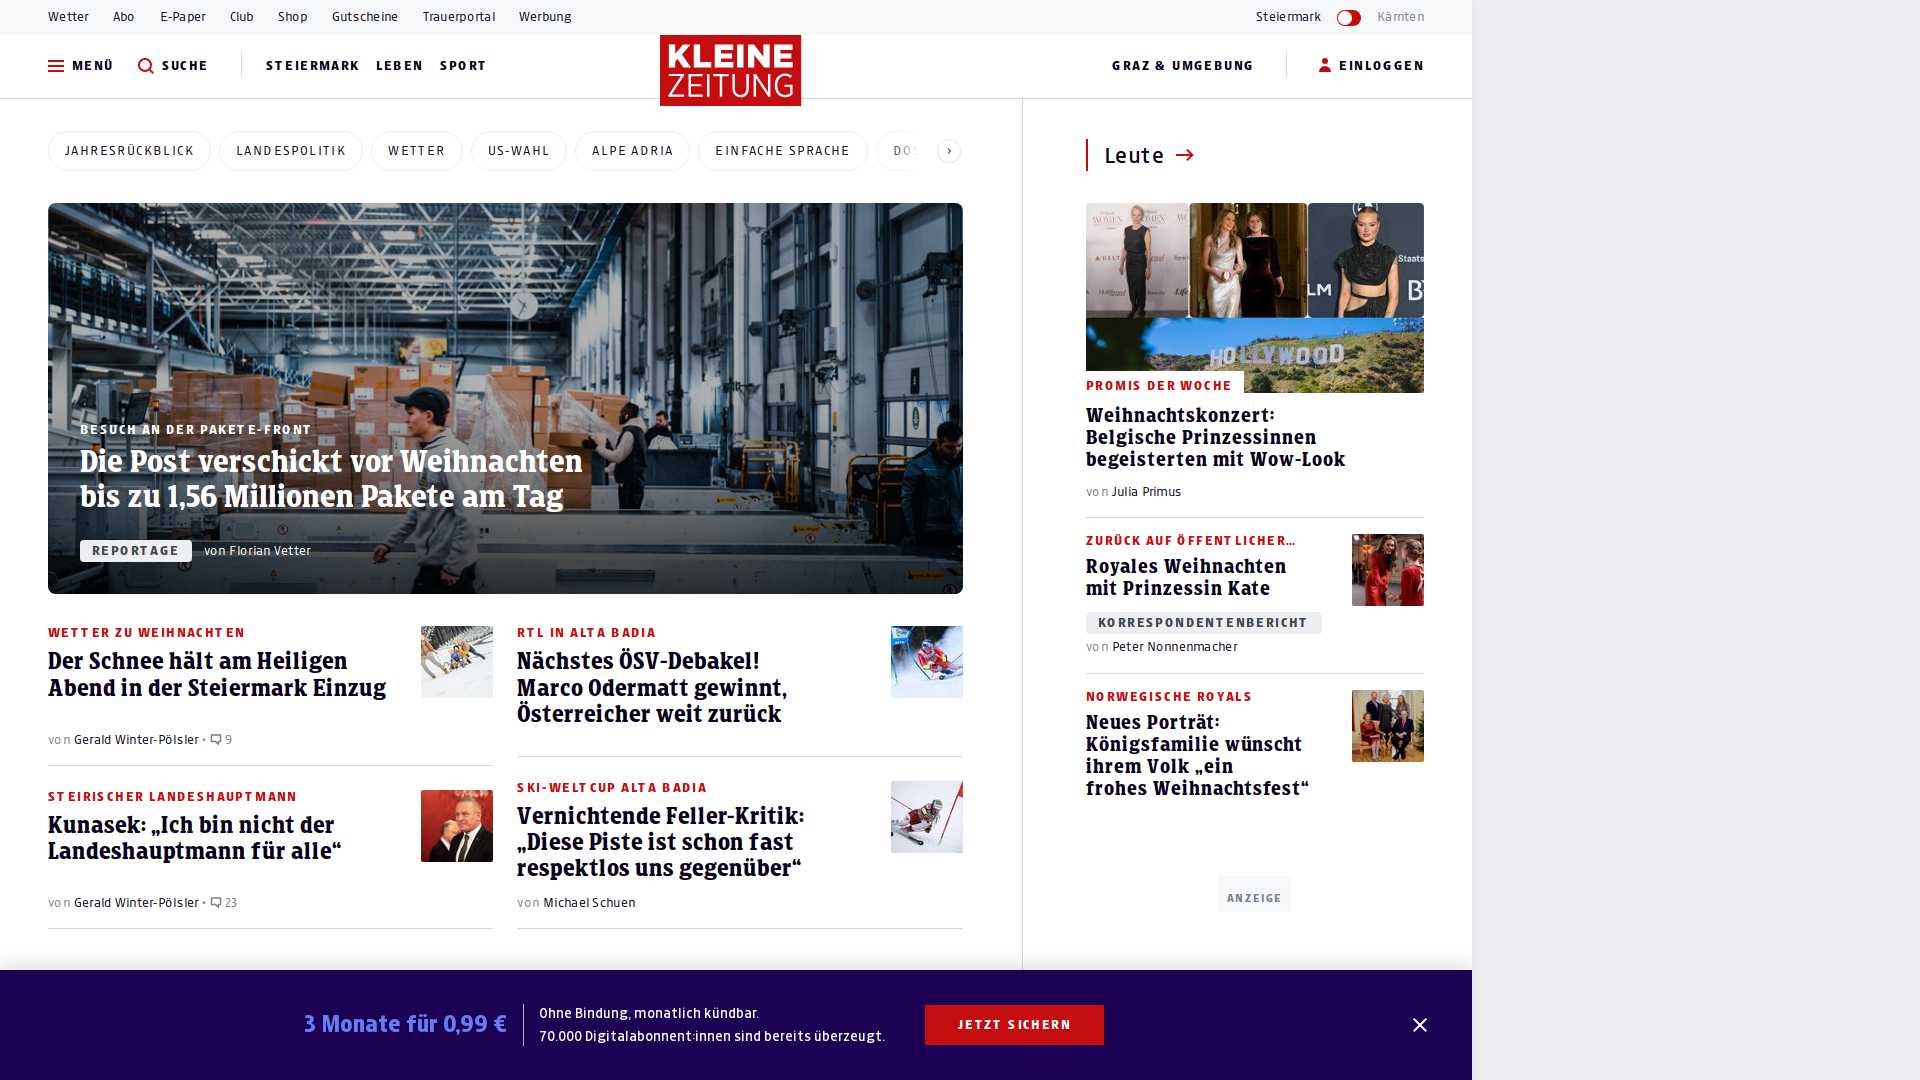 Wetter Abo E-Paper Club Shop Gutscheine Trauerportal Werbung
Steiermark Kärnten
MENÜ SUCHE STEIERMARK LEBEN SPORT
KLEINE
ZEITUNG
GRAZ & UMGEBUNG EINLOGGEN
JAHRESRÜCKBLICK LANDESPOLITIK WETTER US-WAHL ALPE ADRIA EINFACHE SPRACHE
BESUCH AN DER PAKETE-FRONT
Die Post verschickt vor Weihnachten
bis zu 1,56 Millionen Pakete am Tag
REPORTAGE von Florian Vetter
WETTER ZU WEIHNACHTEN
Der Schnee hält am Heiligen
Abend in der Steiermark Einzug
von Gerald Winter-Pölsler • 9
STEIRISCHER LANDESHAUPTMANN
Kunasek: „Ich bin nicht der
Landeshauptmann für alle“
von Gerald Winter-Pölsler • 23
RTL IN ALTA BADIA
Nächstes ÖSV-Debakel!
Marco Odermatt gewinnt,
Österreicher weit zurück
SKI-WELTCUP ALTA BADIA
Vernichtende Feller-Kritik:
„Diese Piste ist schon fast
respektlos uns gegenüber“
von Michael Schuen
Leute
WOMEN
DELTA
Life
Staats
LM
HOLLYWOOD
PROMIS DER WOCHE
Weihnachtskonzert:
Belgische Prinzessinnen
begeisterten mit Wow-Look
von Julia Primus
ZURÜCK AUF ÖFFENTLICHER…
Royales Weihnachten
mit Prinzessin Kate
KORRESPONDENTENBERICHT
von Peter Nonnenmacher
NORWEGISCHE ROYALS
Neues Porträt:
Königsfamilie wünscht
ihrem Volk „ein
frohes Weihnachtsfest“
ANZEIGE
3 Monate für 0,99 €
Ohne Bindung, monatlich kündbar.
70.000 Digitalabonnent:innen sind bereits überzeugt.
JETZT SICHERN